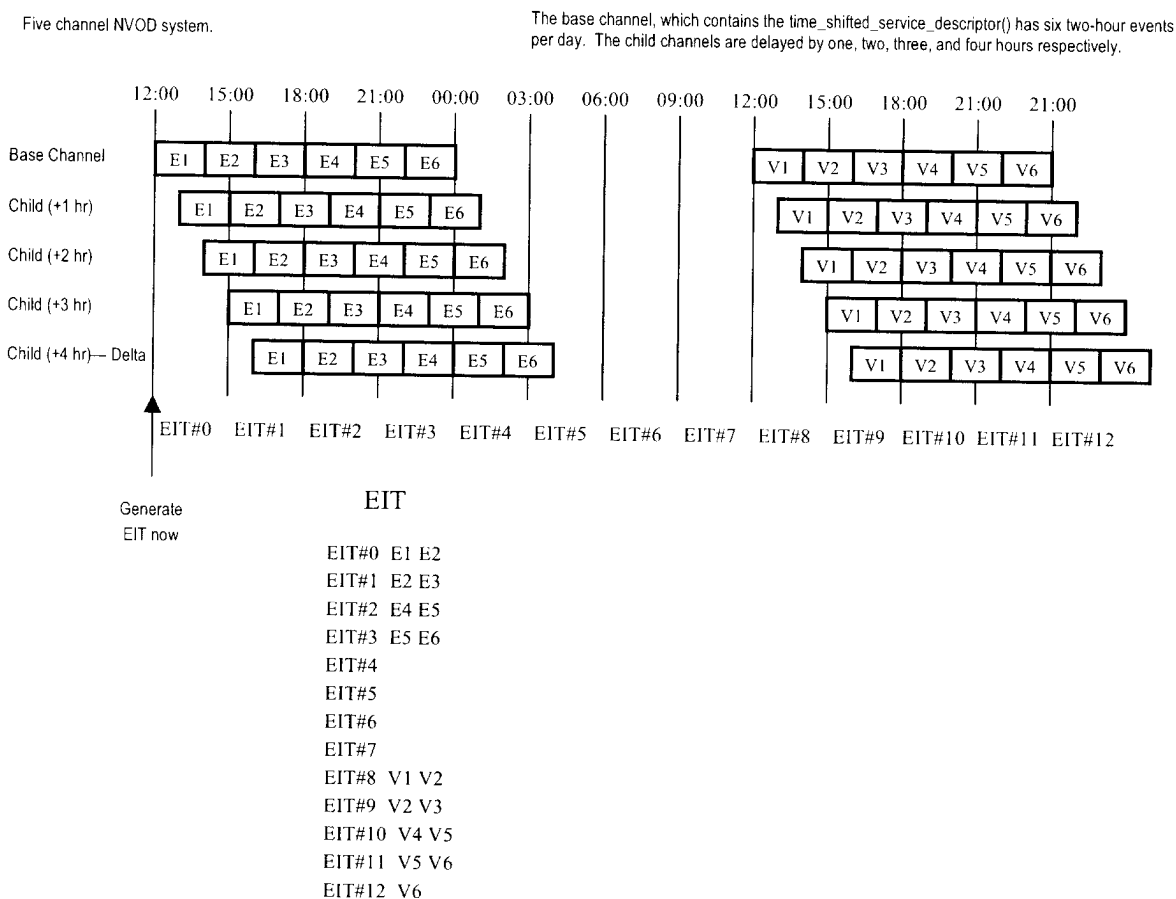 Five channel NVOD system.
The base channel, which contains the time_shifted_service_descriptor() has six two-hour events
per day. The child channels are delayed by one, two, three, and four hours respectively.
12:00 15:00 18:00 21:00 00:00 03:00 06:00 09:00 12:00 15:00 18:00 21:00 21:00
Base Channel E1 E2 E3 E4 E5 E6 V1 V2 V3 V4 V5 V6
Child (+1 hr) E1 E2 E3 E4 E5 E6 V1 V2 V3 V4 V5 V6
Child (+2 hr) E1 E2 E3 E4 E5 E6 V1 V2 V3 V4 V5 V6
Child (+3 hr) E1 E2 E3 E4 E5 E6 V1 V2 V3 V4 V5 V6
Child (+4 hr)— Delta E1 E2 E3 E4 E5 E6 V1 V2 V3 V4 V5 V6
EIT#0 EIT#1 EIT#2 EIT#3 EIT#4 EIT#5 EIT#6 EIT#7 EIT#8 EIT#9 EIT#10 EIT#11 EIT#12
Generate
EIT now
EIT
EIT#0 E1 E2
EIT#1 E2 E3
EIT#2 E4 E5
EIT#3 E5 E6
EIT#4
EIT#5
EIT#6
EIT#7
EIT#8 V1 V2
EIT#9 V2 V3
EIT#10 V4 V5
EIT#11 V5 V6
EIT#12 V6